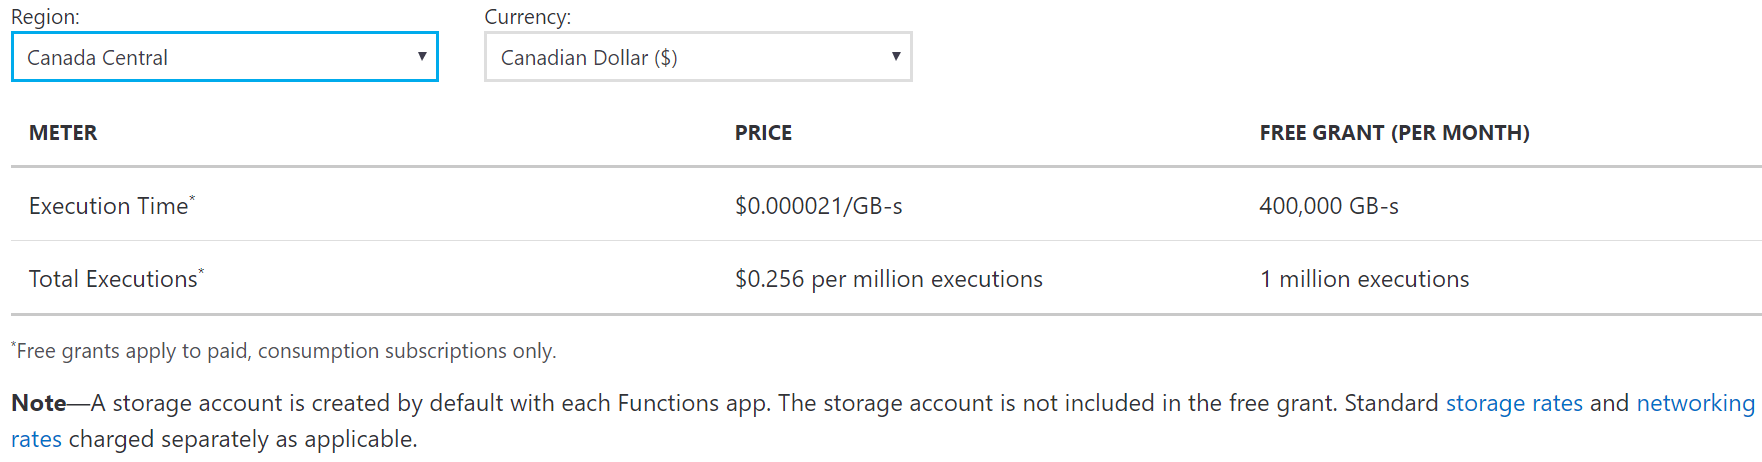 Region: Currency:
Canada Central Canadian Dollar ($)
METER PRICE FREE GRANT (PER MONTH)
Execution Time* $0.000021/GB-s 400,000 GB-s
Total Executions* $0.256 per million executions 1 million executions
*Free grants apply to paid, consumption subscriptions only.
Note—A storage account is created by default with each Functions app. The storage account is not included in the free grant. Standard storage rates and networking
rates charged separately as applicable.